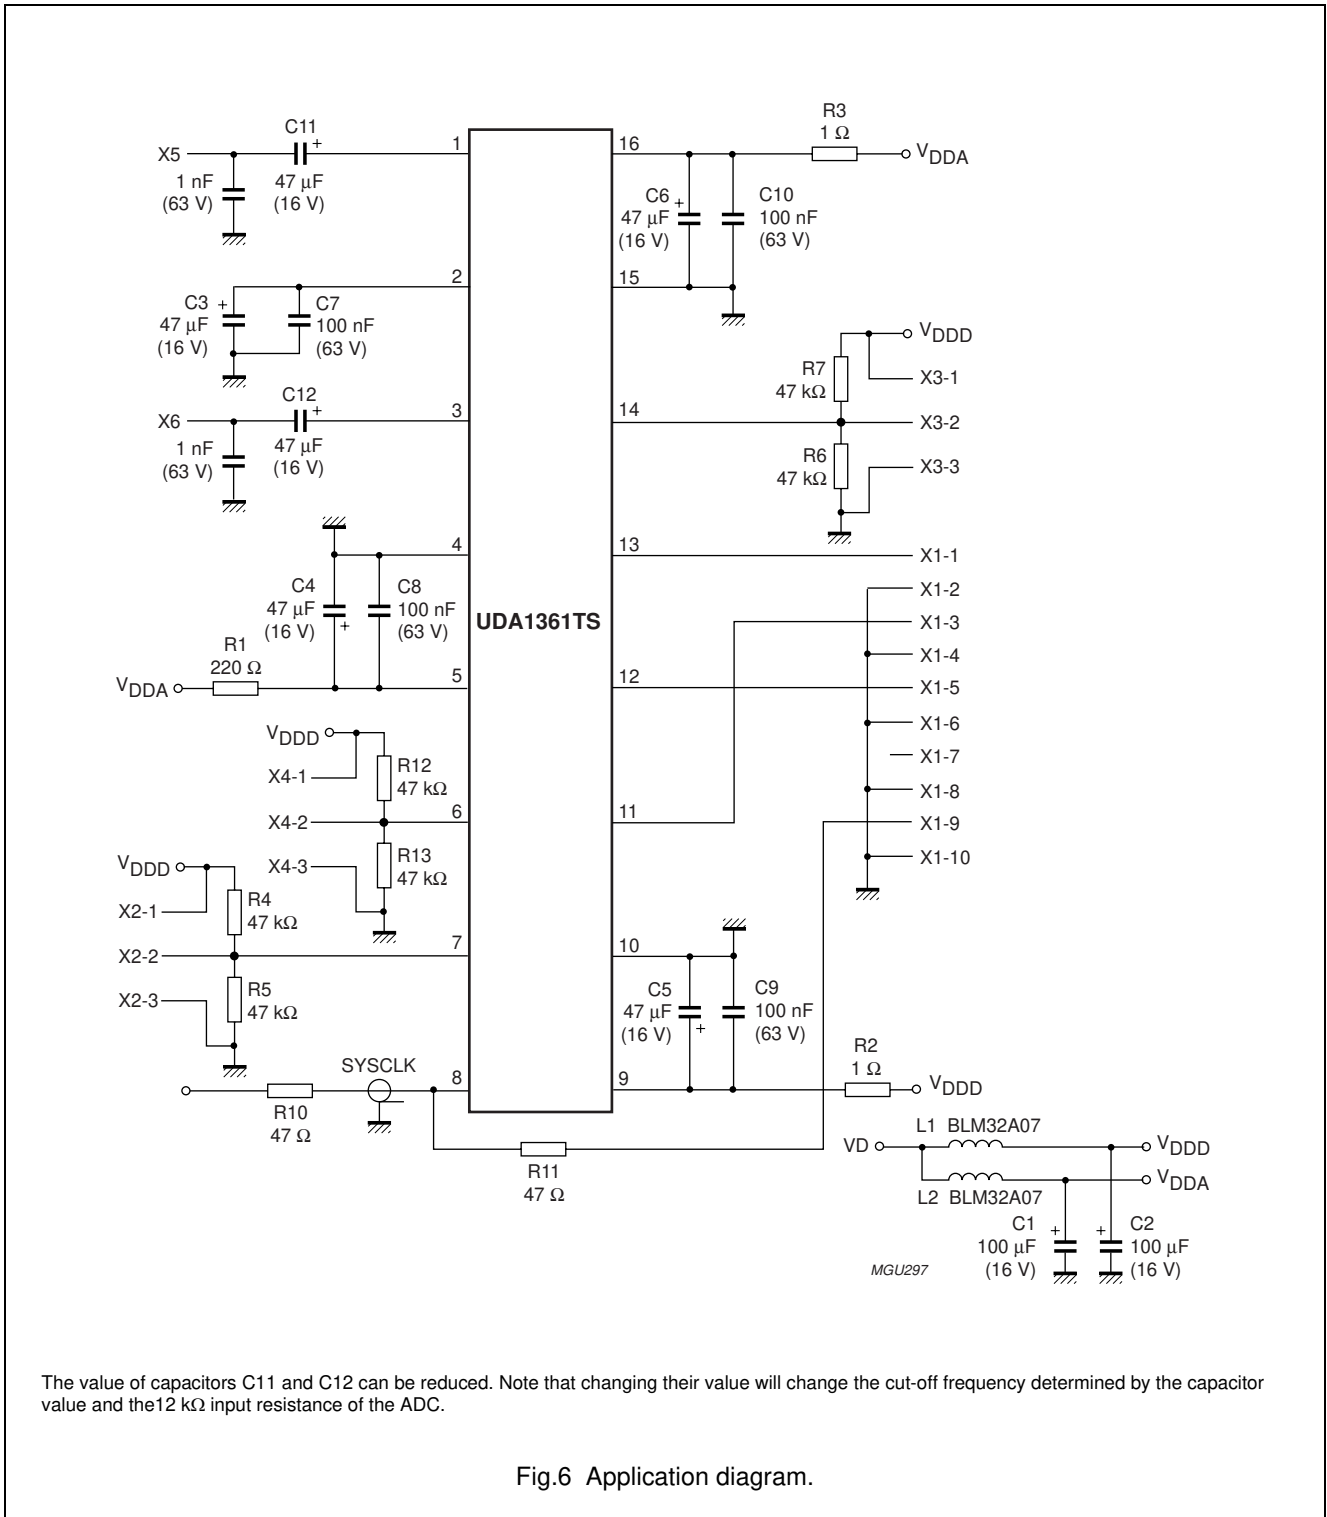 X5
C11
+
1
1 nF
(63 V)
47 µF
(16 V)
2
C3
+
47 µF
(16 V)
C7
100 nF
(63 V)
X6
C12
+
3
1 nF
(63 V)
47 µF
(16 V)
4
C4
47 µF
(16 V)
+
C8
100 nF
(63 V)
R1
220 Ω
VDDA
5
VDDD
X4-1
R12
47 kΩ
X4-2
6
X4-3
R13
47 kΩ
VDDD
X2-1
R4
47 kΩ
X2-2
7
X2-3
R5
47 kΩ
SYSCLK
8
R10
47 Ω
R11
47 Ω
UDA1361TS
16
R3
1 Ω
VDDA
C6
+
47 µF
(16 V)
C10
100 nF
(63 V)
15
VDDD
R7
47 kΩ
X3-1
14
X3-2
R6
47 kΩ
X3-3
13
X1-1
X1-2
X1-3
X1-4
12
X1-5
X1-6
X1-7
X1-8
11
X1-9
X1-10
10
C5
47 µF
(16 V)
+
C9
100 nF
(63 V)
9
R2
1 Ω
VDDD
L1 BLM32A07
VD
VDDD
VDDA
L2 BLM32A07
C1
+
100 µF
(16 V)
C2
+
100 µF
(16 V)
MGU297
The value of capacitors C11 and C12 can be reduced. Note that changing their value will change the cut-off frequency determined by the capacitor
value and the12 kΩ input resistance of the ADC.
Fig.6 Application diagram.